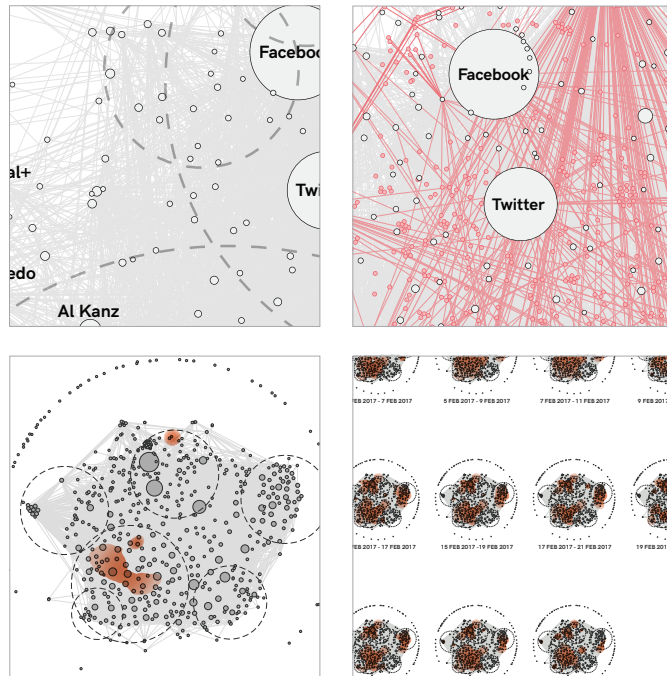 Faceboo
al+
Twi
edo
Al Kanz
Facebook
Twitter
FEB 2017 - 7 FEB 2017
5 FEB 2017 - 9 FEB 2017
7 FEB 2017 - 11 FEB 2017
9 FEB 2017
FEB 2017 - 17 FEB 2017
15 FEB 2017 -19 FEB 2017
17 FEB 2017 - 21 FEB 2017
19 FEB 2017